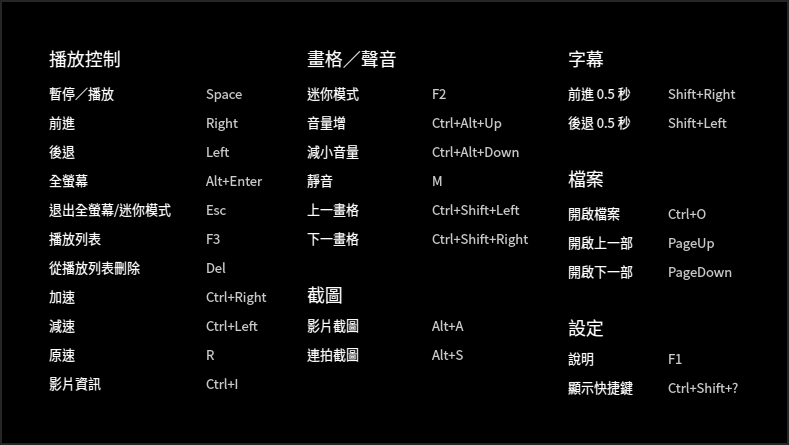 播放控制
暫停／播放 Space
前進 Right
後退 Left
全螢幕 Alt+Enter
退出全螢幕/迷你模式 Esc
播放列表 F3
從播放列表刪除 Del
加速 Ctrl+Right
減速 Ctrl+Left
原速 R
影片資訊 Ctrl+I
畫格／聲音
迷你模式 F2
音量增 Ctrl+Alt+Up
減小音量 Ctrl+Alt+Down
靜音 M
上一畫格 Ctrl+Shift+Left
下一畫格 Ctrl+Shift+Right
截圖
影片截圖 Alt+A
連拍截圖 Alt+S
字幕
前進 0.5 秒 Shift+Right
後退 0.5 秒 Shift+Left
檔案
開啟檔案 Ctrl+O
開啟上一部 PageUp
開啟下一部 PageDown
設定
說明 F1
顯示快捷鍵 Ctrl+Shift+?